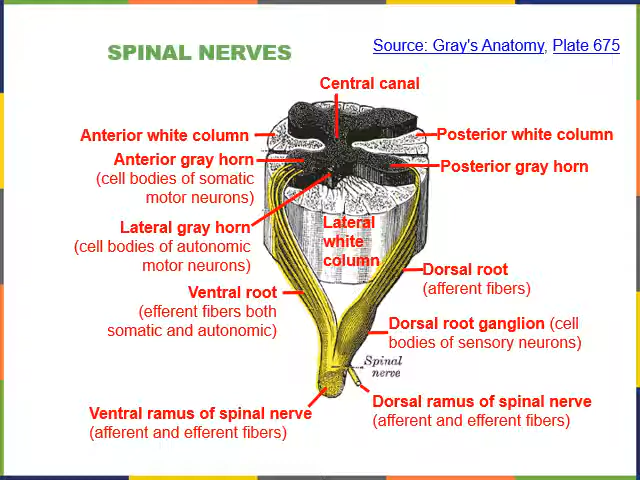 SPINAL NERVES
Source: Gray's Anatomy, Plate 675
Central canal
Anterior white column
Posterior white column
Anterior gray horn
(cell bodies of somatic
motor neurons)
Posterior gray horn
Lateral gray horn
(cell bodies of autonomic
motor neurons)
Lateral
white
column
Dorsal root
(afferent fibers)
Ventral root
(efferent fibers both
somatic and autonomic)
Dorsal root ganglion (cell
bodies of sensory neurons)
Spinal
nerve
Ventral ramus of spinal nerve
(afferent and efferent fibers)
Dorsal ramus of spinal nerve
(afferent and efferent fibers)